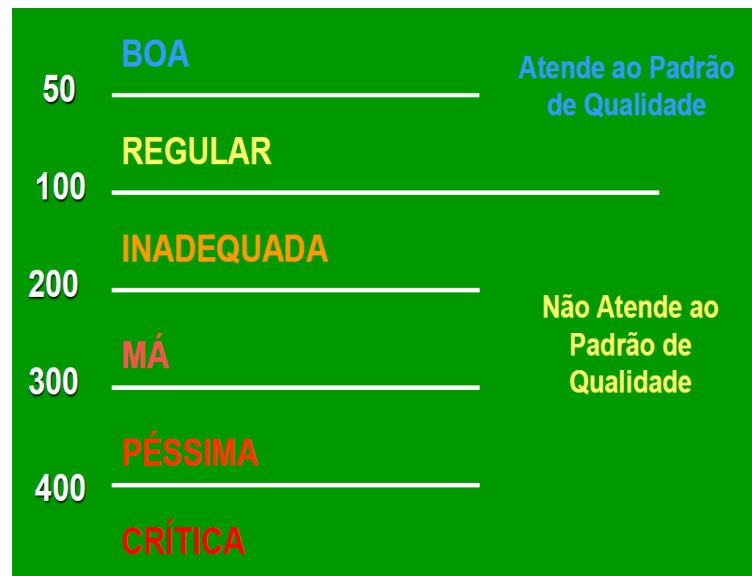 BOA
50
Atende ao Padrão
de Qualidade
REGULAR
100
INADEQUADA
200
Não Atende ao
Padrão de
Qualidade
MÁ
300
PÉSSIMA
400
CRÍTICA